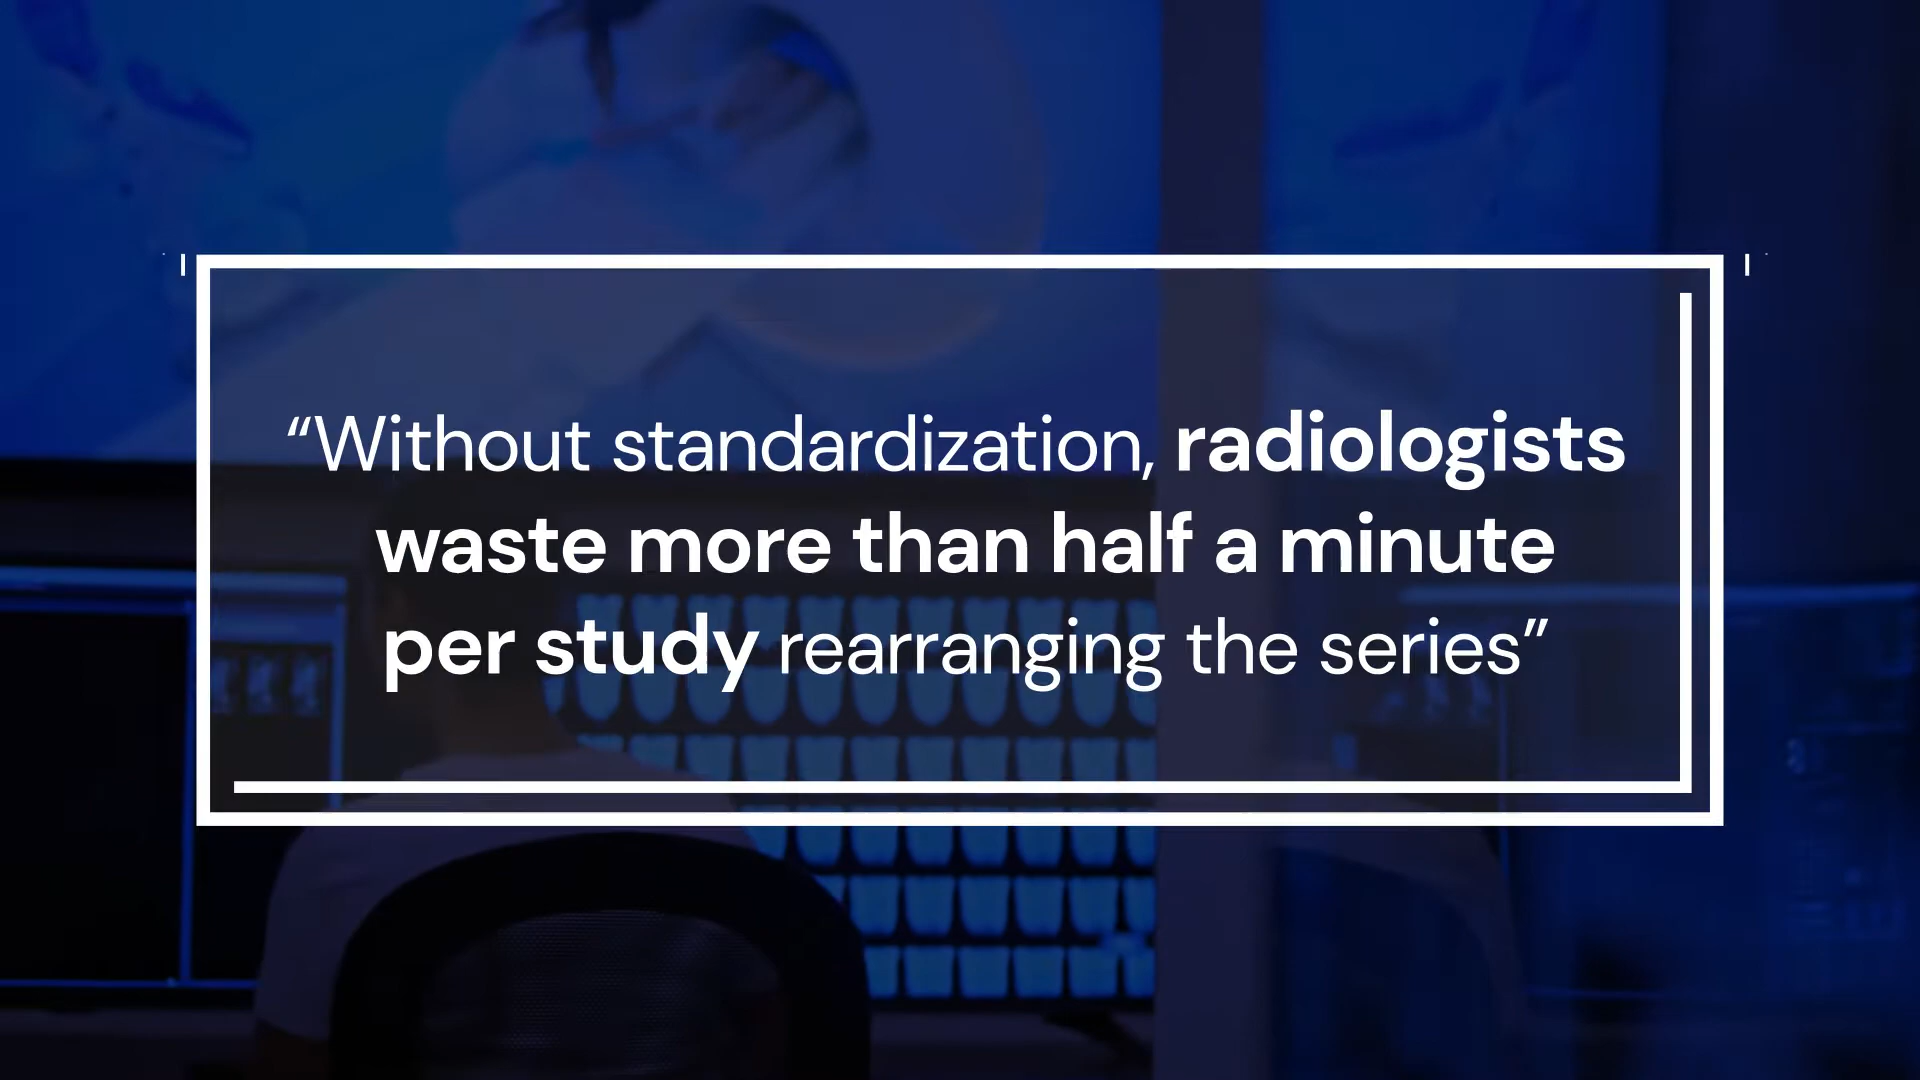 “Without standardization, radiologists
waste more than half a minute
per study rearranging the series”